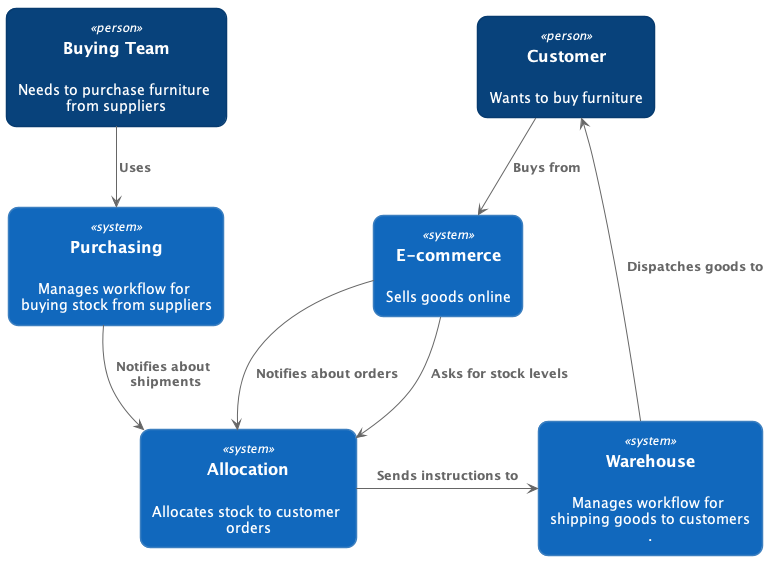 «person»
Buying Team
Needs to purchase furniture
from suppliers
«person»
Customer
Wants to buy furniture
Uses
Buys from
«system»
Purchasing
Manages workflow for
buying stock from suppliers
«system»
E-commerce
Sells goods online
Dispatches goods to
Notifies about
shipments
Notifies about orders
Asks for stock levels
«system»
Allocation
Allocates stock to customer
orders
Sends instructions to
«system»
Warehouse
Manages workflow for
shipping goods to customers
.